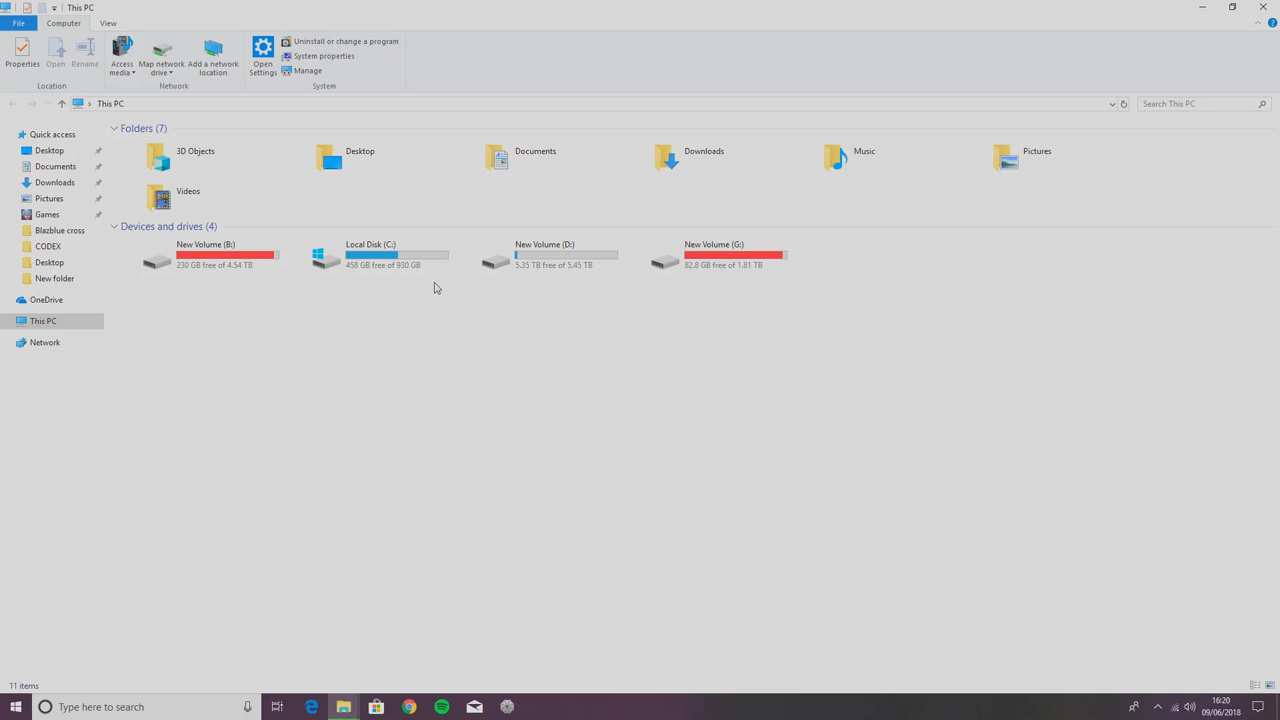 This PC
File Computer View
Properties Open Rename Access media Map network drive Add a network location Open Settings Uninstall or change a program
System properties
Manage
Location Network System
This PC Search This PC
Quick access
Desktop
Documents
Downloads
Pictures
Games
Blazblue cross
CODEX
Desktop
New folder
OneDrive
This PC
Network
Folders (7)
3D Objects Desktop Documents Downloads Music Pictures
Videos
Devices and drives (4)
New Volume (B:) Local Disk (C:) New Volume (D:) New Volume (G:)
230 GB free of 4.54 TB 458 GB free of 930 GB 5.35 TB free of 5.45 TB 82.8 GB free of 1.81 TB
11 items
Type here to search
16:20
09/06/2018